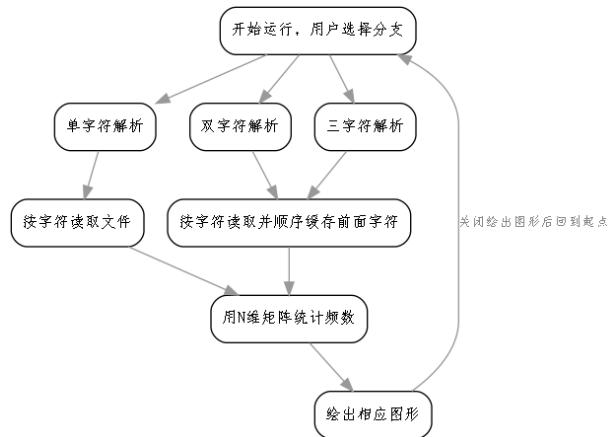 开始运行，用户选择分支
单字符解析
双字符解析
三字符解析
按字符读取文件
按字符读取并顺序缓存前面字符
关闭绘出图形后回到起点
用N维矩阵统计频数
绘出相应图形